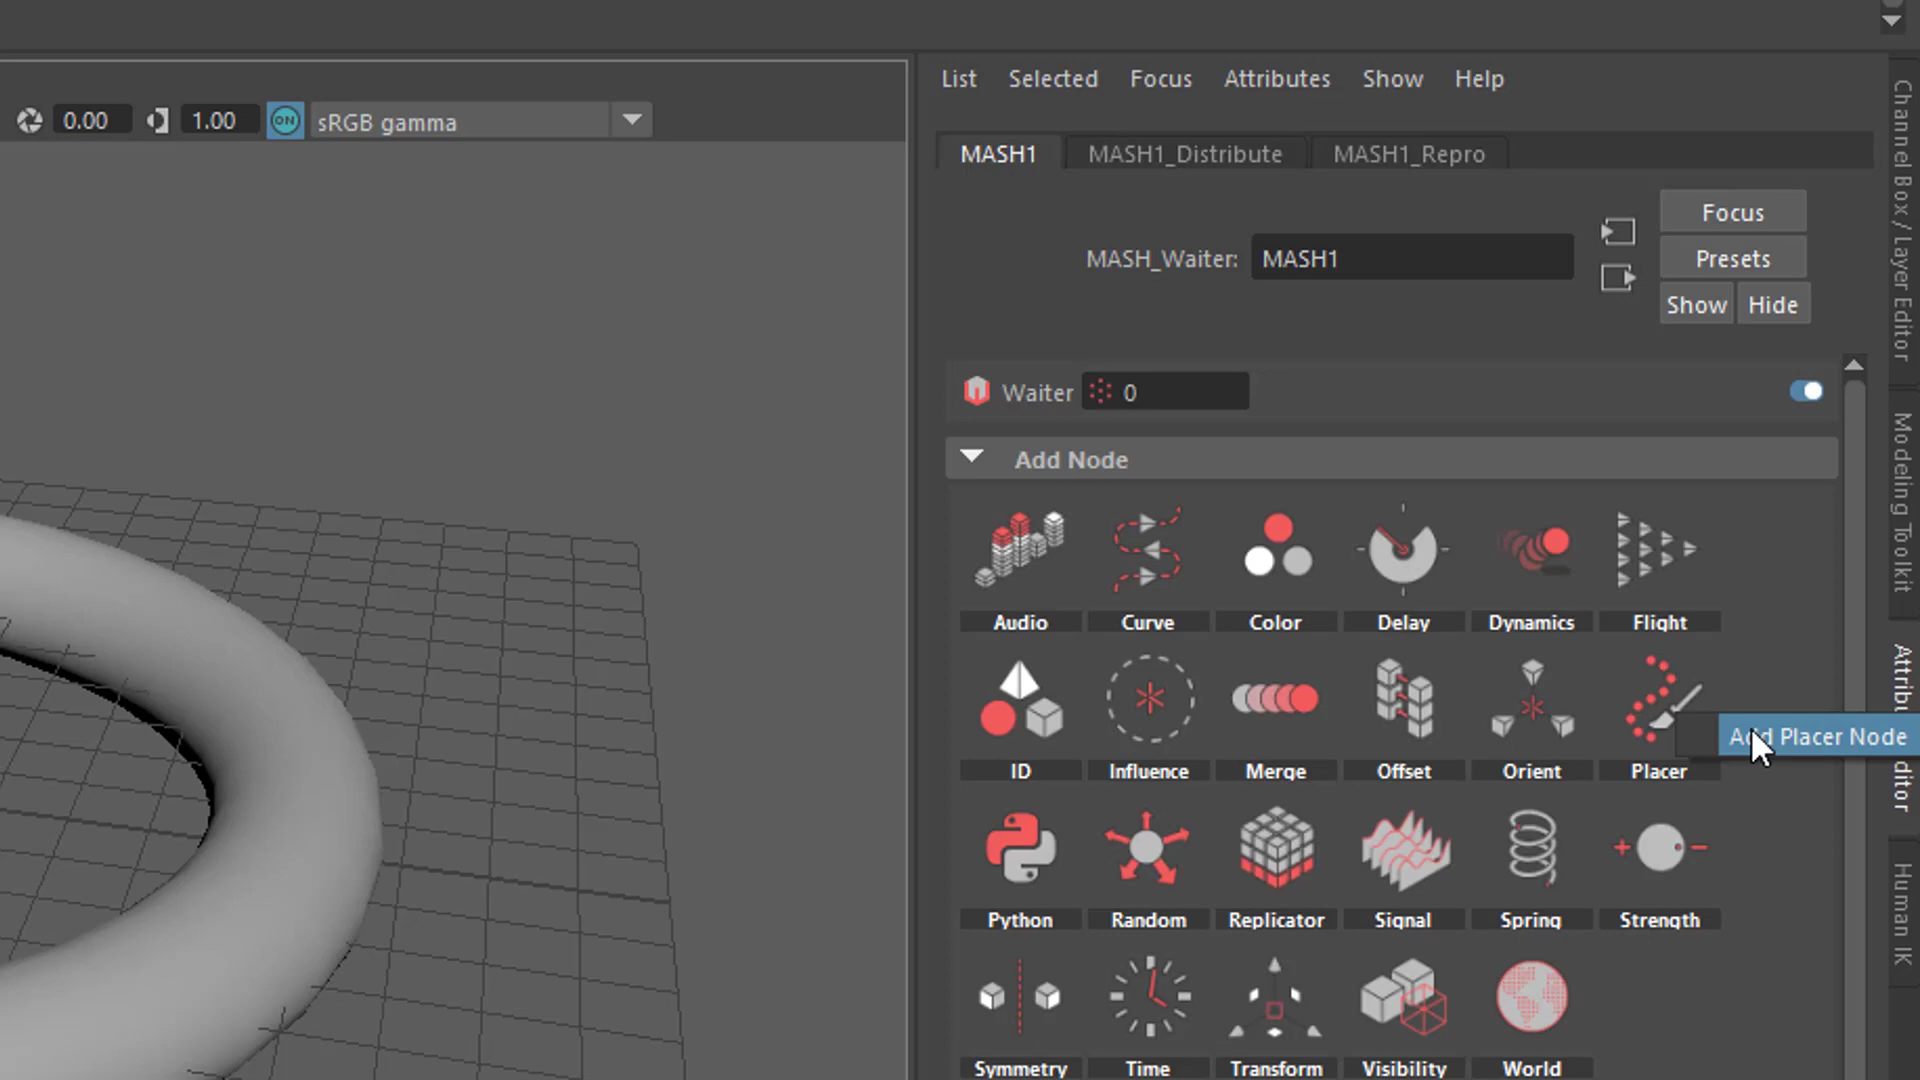 List Selected Focus Attributes Show Help
0.00 1.00 ON sRGB gamma
MASH1 MASH1_Distribute MASH1_Repro
Focus
MASH_Waiter: MASH1 Presets
Show Hide
Waiter 0
Add Node
Audio Curve Color Delay Dynamics Flight
Add Placer Node
ID Influence Merge Offset Orient Placer
Python Random Replicator Signal Spring Strength
Symmetry Time Transform Visibility World
Channel Box / Layer Editor
Modeling Toolkit
Human IK